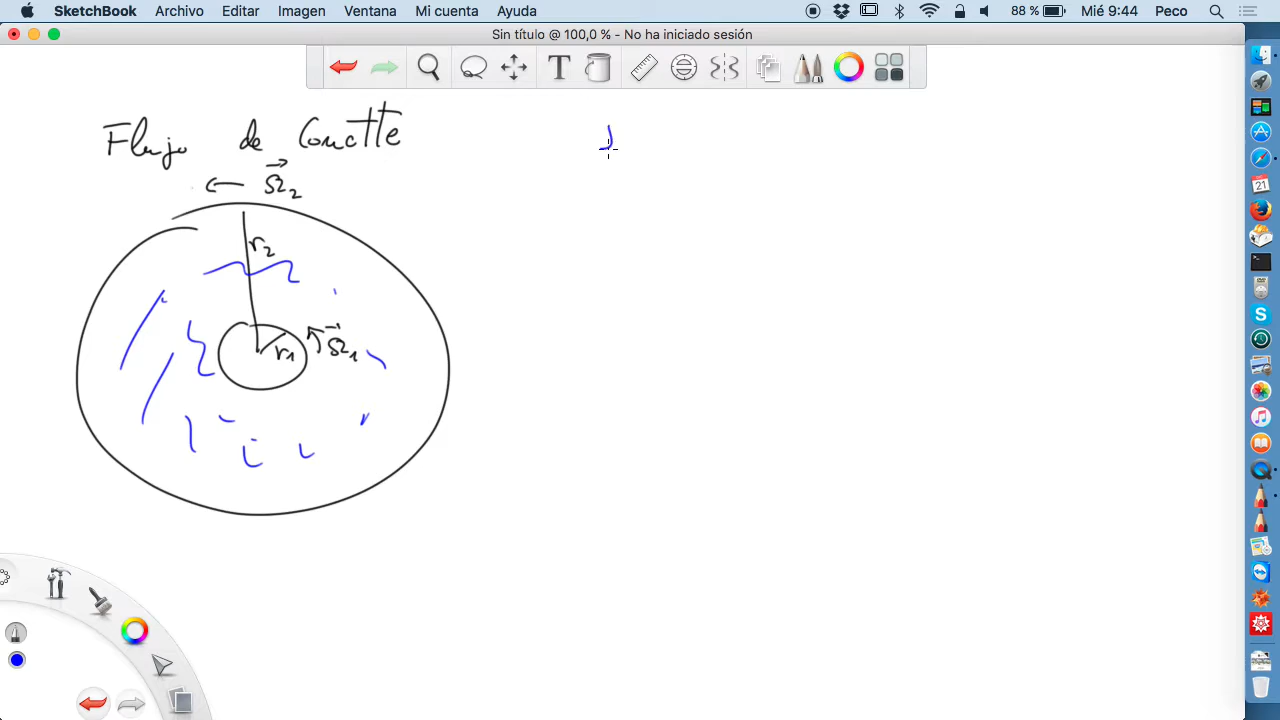 SketchBook Archivo Editar Imagen Ventana Mi cuenta Ayuda 88 % Mié 9:44 Peco
Sin título @ 100,0 % - No ha iniciado sesión
Flujo de Couette
Ω₂
r₂
Ω₁
r₁